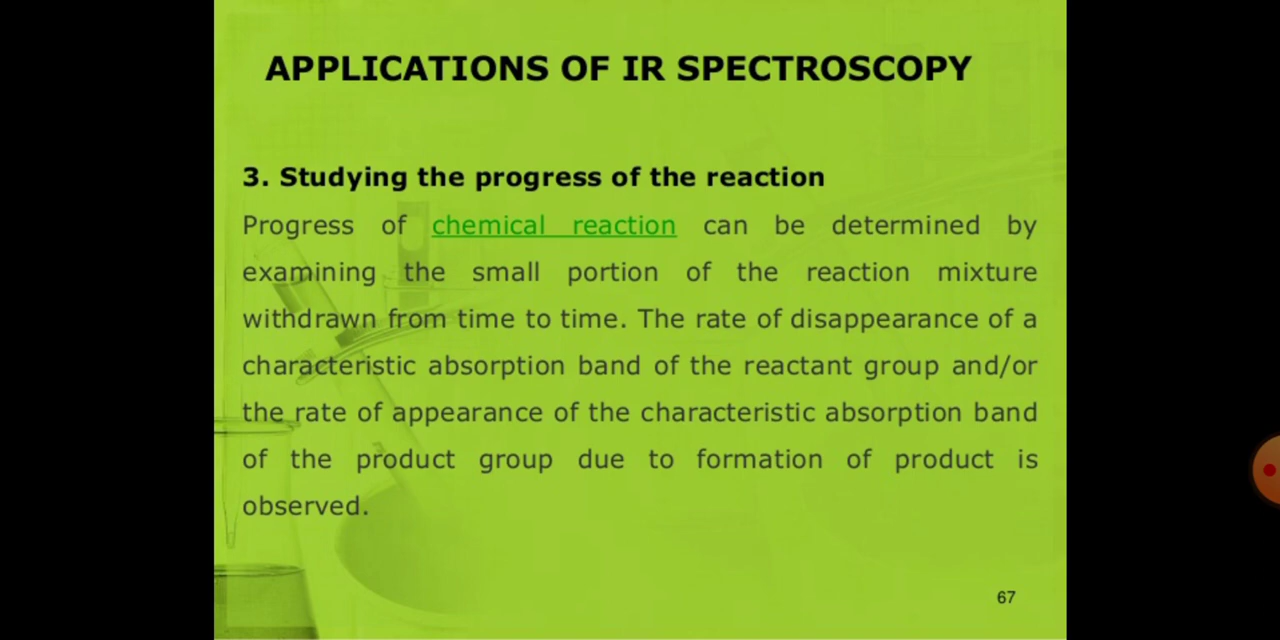 APPLICATIONS OF IR SPECTROSCOPY
3. Studying the progress of the reaction
Progress of chemical reaction can be determined by
examining the small portion of the reaction mixture
withdrawn from time to time. The rate of disappearance of a
characteristic absorption band of the reactant group and/or
the rate of appearance of the characteristic absorption band
of the product group due to formation of product is
observed.
67